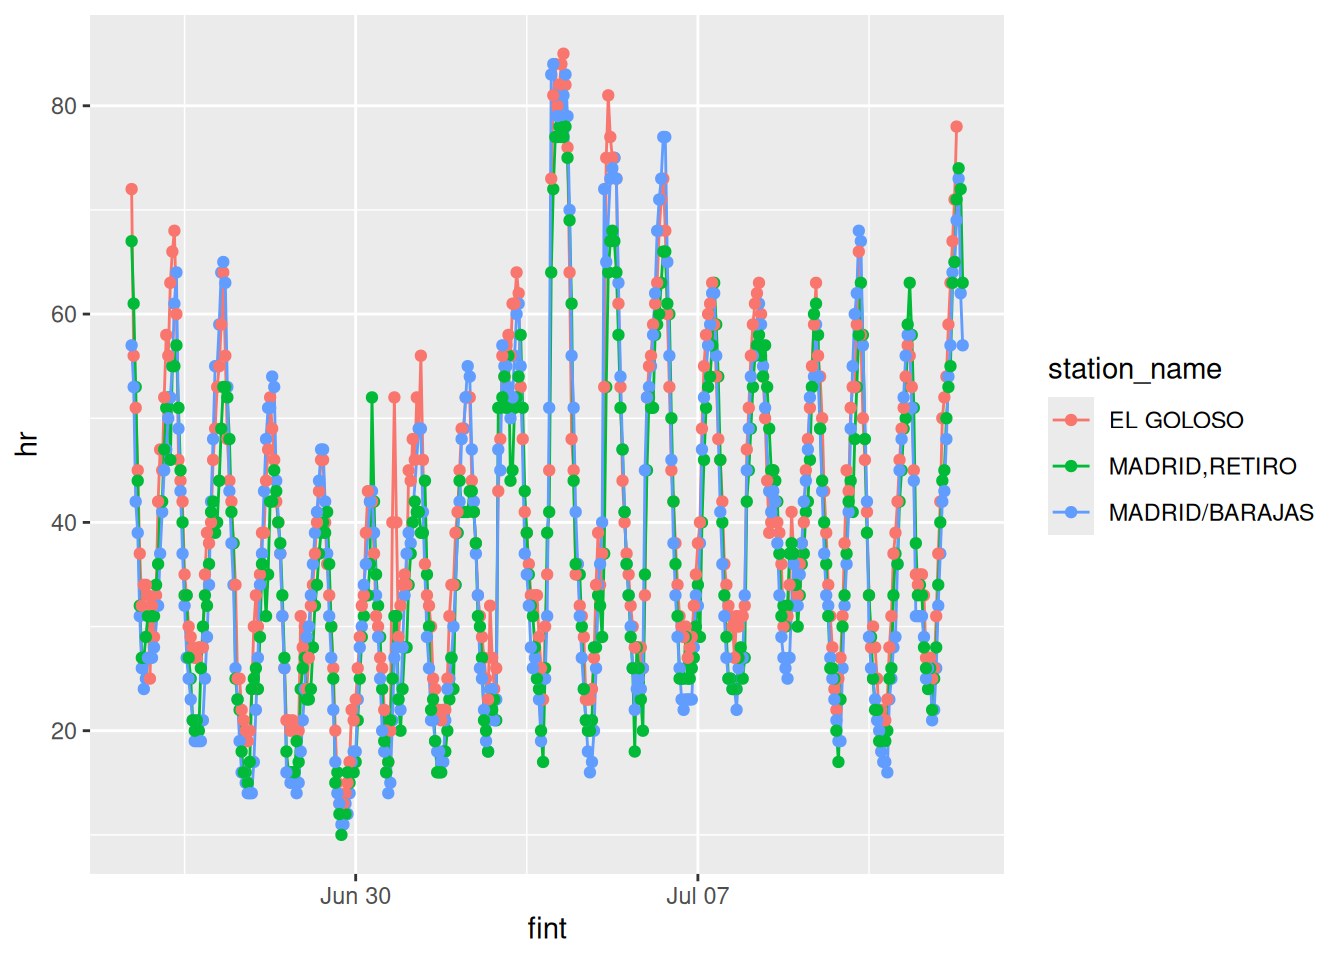 80
60
40
20
hr
Jun 30
Jul 07
fint
station_name
EL GOLOSO
MADRID,RETIRO
MADRID/BARAJAS